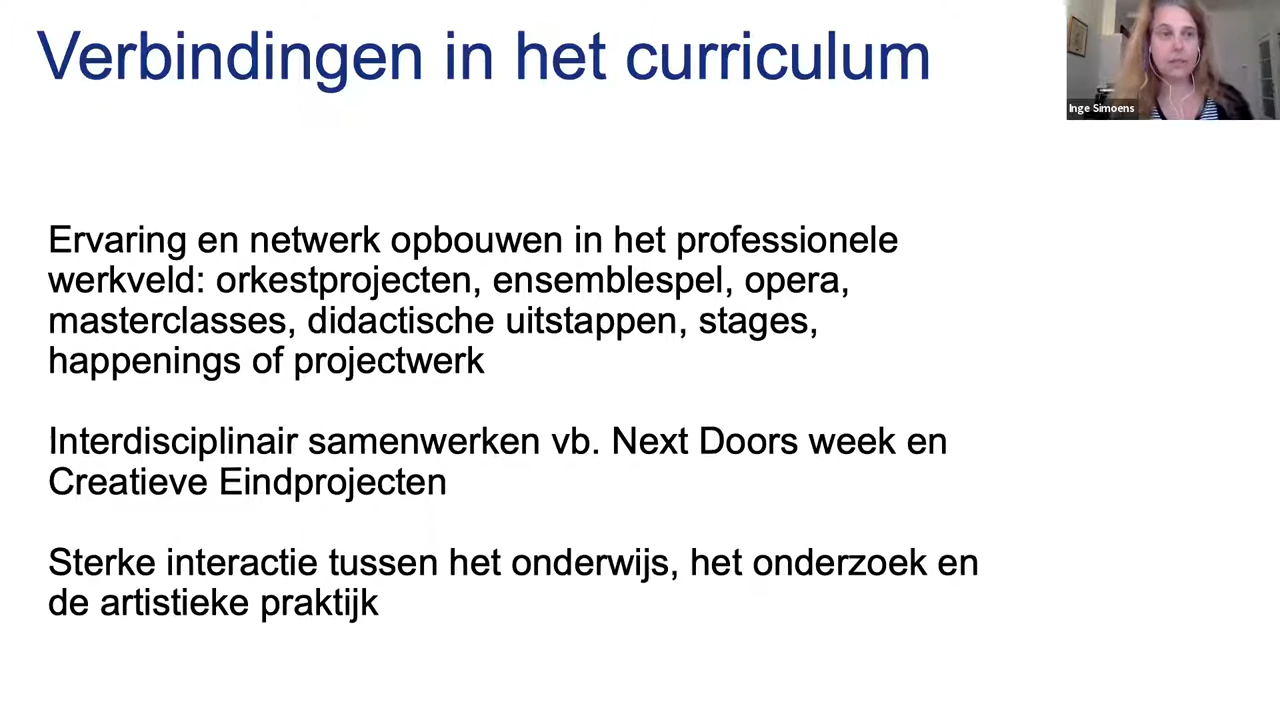 Verbindingen in het curriculum
Inge Simoens
Ervaring en netwerk opbouwen in het professionele
werkveld: orkestprojecten, ensemblespel, opera,
masterclasses, didactische uitstappen, stages,
happenings of projectwerk
Interdisciplinair samenwerken vb. Next Doors week en
Creatieve Eindprojecten
Sterke interactie tussen het onderwijs, het onderzoek en
de artistieke praktijk